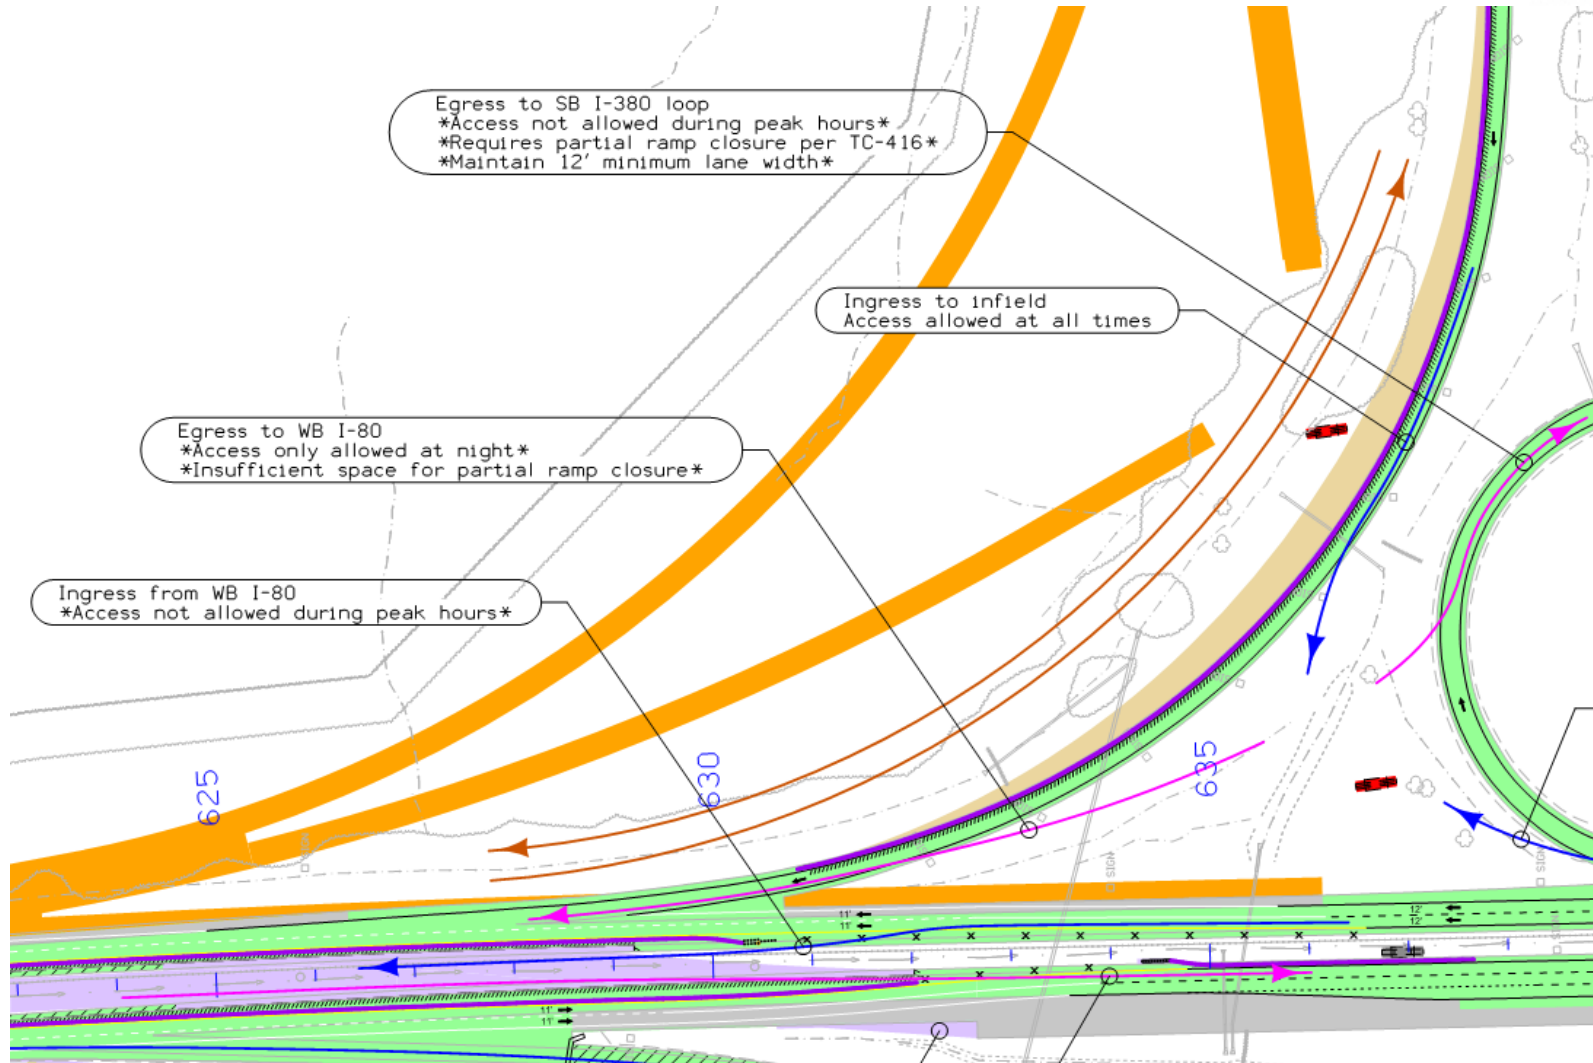 Egress to SB I-380 loop
*Access not allowed during peak hours*
*Requires partial ramp closure per TC-416*
*Maintain 12' minimum lane width*
Ingress to infield
Access allowed at all times
Egress to WB I-80
*Access only allowed at night*
*Insufficient space for partial ramp closure*
Ingress from WB I-80
*Access not allowed during peak hours*
625
630
635
SIGN
SIGN
11'
11'
12'
12'
11'
11'